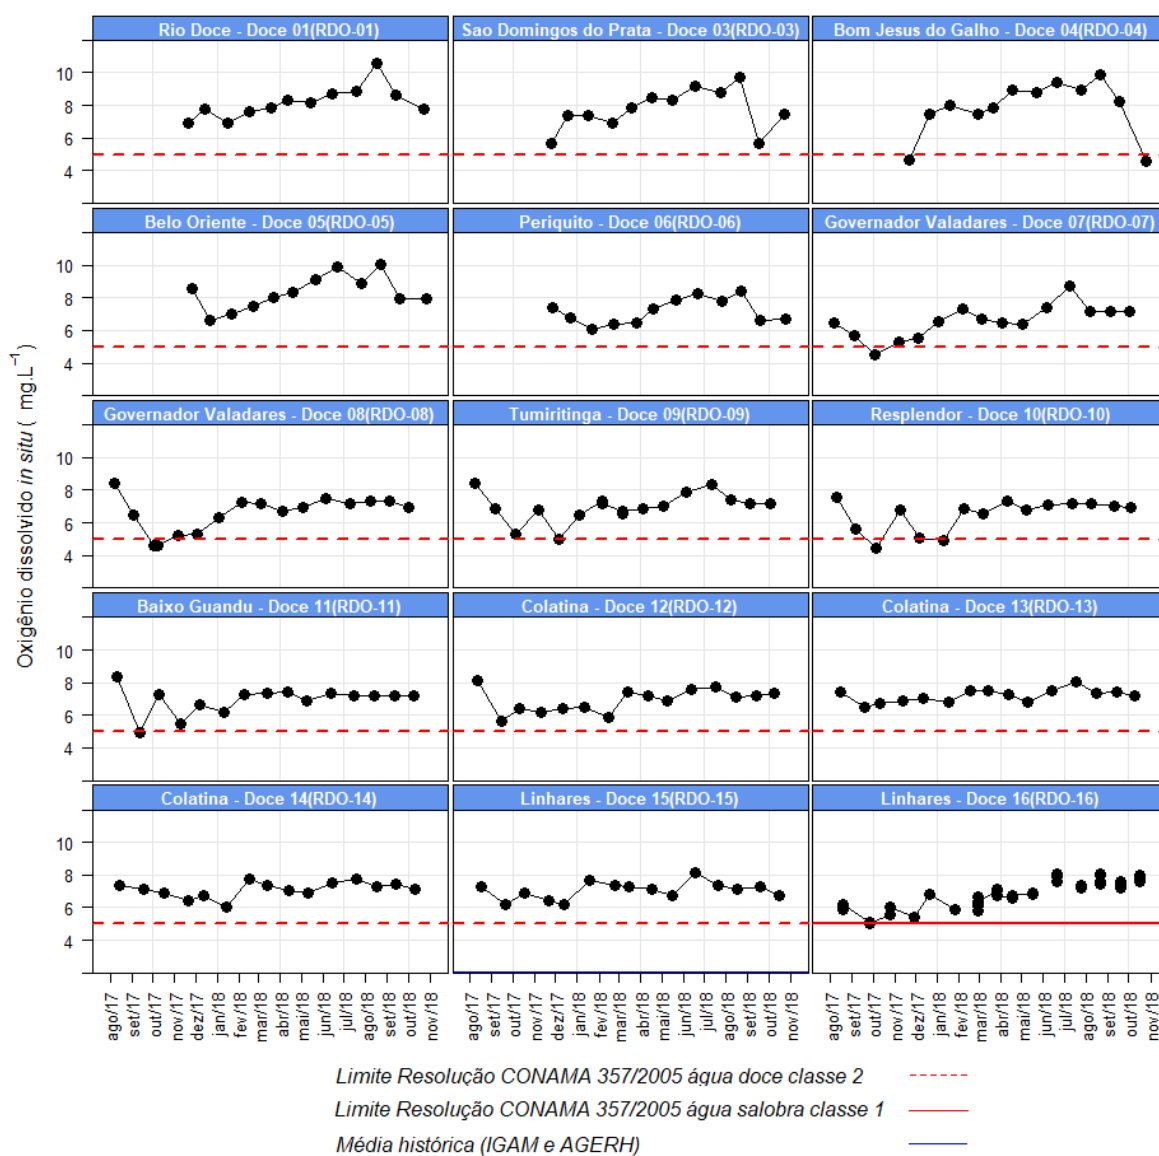 Rio Doce - Doce 01(RDO-01)
Sao Domingos do Prata - Doce 03(RDO-03)
Bom Jesus do Galho - Doce 04(RDO-04)
10
8
6
4
Belo Oriente - Doce 05(RDO-05)
Periquito - Doce 06(RDO-06)
Governador Valadares - Doce 07(RDO-07)
10
8
6
4
Governador Valadares - Doce 08(RDO-08)
Tumiritinga - Doce 09(RDO-09)
Resplendor - Doce 10(RDO-10)
10
8
6
4
Baixo Guandu - Doce 11(RDO-11)
Colatina - Doce 12(RDO-12)
Colatina - Doce 13(RDO-13)
10
8
6
4
Colatina - Doce 14(RDO-14)
Linhares - Doce 15(RDO-15)
Linhares - Doce 16(RDO-16)
10
8
6
4
Oxigênio dissolvido in situ ( mg.L⁻¹)
ago/17
set/17
out/17
nov/17
dez/17
jan/18
fev/18
mar/18
abr/18
mai/18
jun/18
jul/18
ago/18
set/18
out/18
nov/18
ago/17
set/17
out/17
nov/17
dez/17
jan/18
fev/18
mar/18
abr/18
mai/18
jun/18
jul/18
ago/18
set/18
out/18
nov/18
ago/17
set/17
out/17
nov/17
dez/17
jan/18
fev/18
mar/18
abr/18
mai/18
jun/18
jul/18
ago/18
set/18
out/18
nov/18
Limite Resolução CONAMA 357/2005 água doce classe 2
Limite Resolução CONAMA 357/2005 água salobra classe 1
Média histórica (IGAM e AGERH)